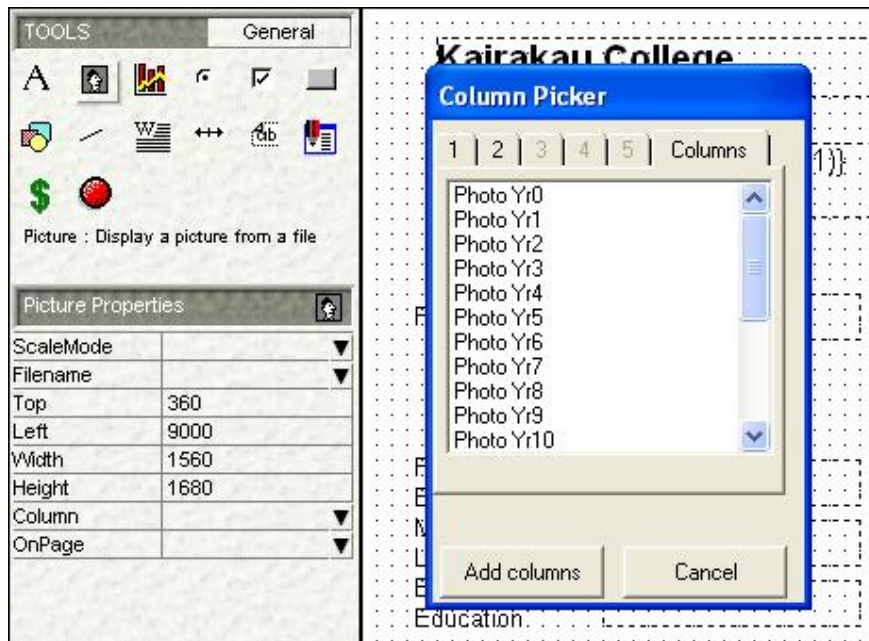 TOOLS General
A
W
Aib
$
Picture : Display a picture from a file
Picture Properties
ScaleMode
Filename
Top 360
Left 9000
Width 1560
Height 1680
Column
OnPage
Kairakau College
1)}
Column Picker
1 2 3 4 5 Columns
Photo Yr0
Photo Yr1
Photo Yr2
Photo Yr3
Photo Yr4
Photo Yr5
Photo Yr6
Photo Yr7
Photo Yr8
Photo Yr9
Photo Yr10
Add columns Cancel
Education